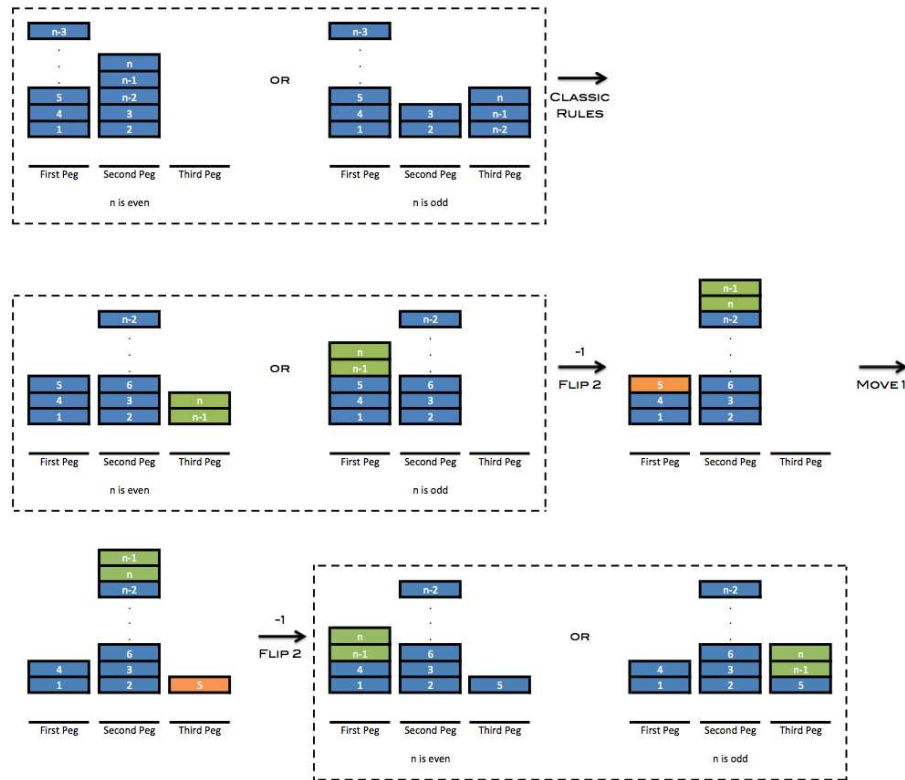 n-3
.
.
.
5
4
1
n
n-1
n-2
3
2
First Peg Second Peg Third Peg
n is even
OR
n-3
.
.
.
5
4
1
3
2
n
n-1
n-2
First Peg Second Peg Third Peg
n is odd
CLASSIC
RULES
5
4
1
n-2
.
.
.
6
3
2
n
n-1
First Peg Second Peg Third Peg
n is even
OR
n
n-1
5
4
1
n-2
.
.
.
6
3
2
First Peg Second Peg Third Peg
n is odd
-1
FLIP 2
5
4
1
n-1
n
n-2
.
.
.
6
3
2
First Peg Second Peg Third Peg
MOVE 1
4
1
n-1
n
n-2
.
.
.
6
3
2
5
First Peg Second Peg Third Peg
-1
FLIP 2
n
n-1
4
1
n-2
.
.
.
6
3
2
5
First Peg Second Peg Third Peg
n is even
OR
4
1
n-2
.
.
.
6
3
2
n
n-1
5
First Peg Second Peg Third Peg
n is odd